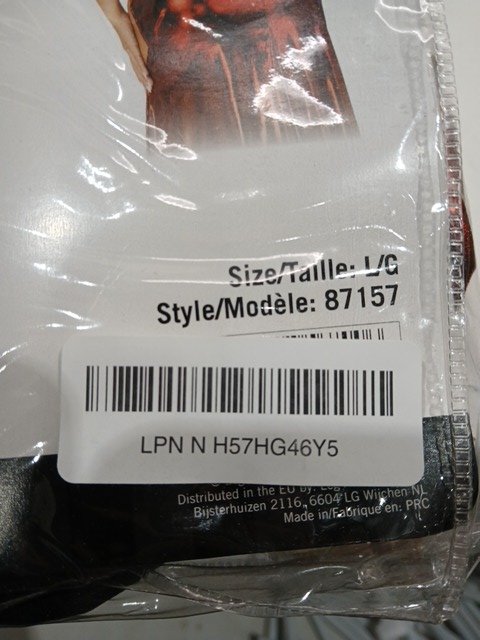 Size/Taille: L/G
Style/Modèle: 87157
LPN N H57HG46Y5
Distributed in the EU by: Leg
Bijsterhuizen 2116, 6604 LG Wijchen NL
Made in/Fabriqué en: PRC